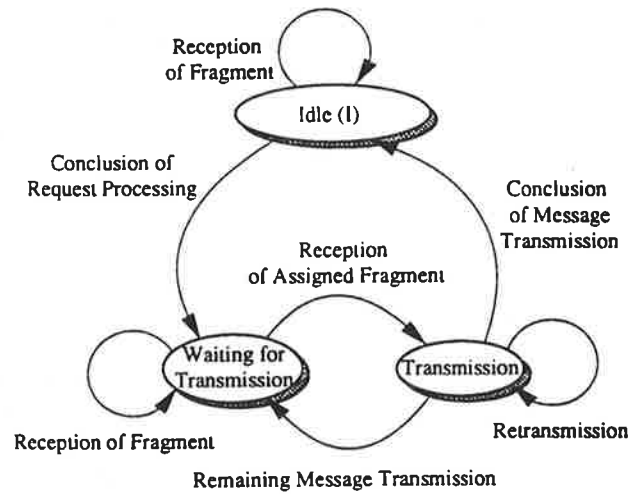 Reception
of Fragment
Idle (I)
Conclusion of
Request Processing
Conclusion
of Message
Transmission
Reception
of Assigned Fragment
Waiting for
Transmission
Transmission
Reception of Fragment
Retransmission
Remaining Message Transmission